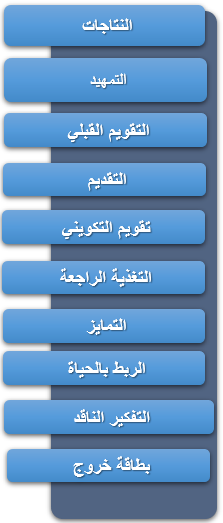 النتاجات
التمهيد
التقويم القبلي
التقديم
تقويم التكويني
التغذية الراجعة
التمايز
الربط بالحياة
التفكير الناقد
بطاقة خروج